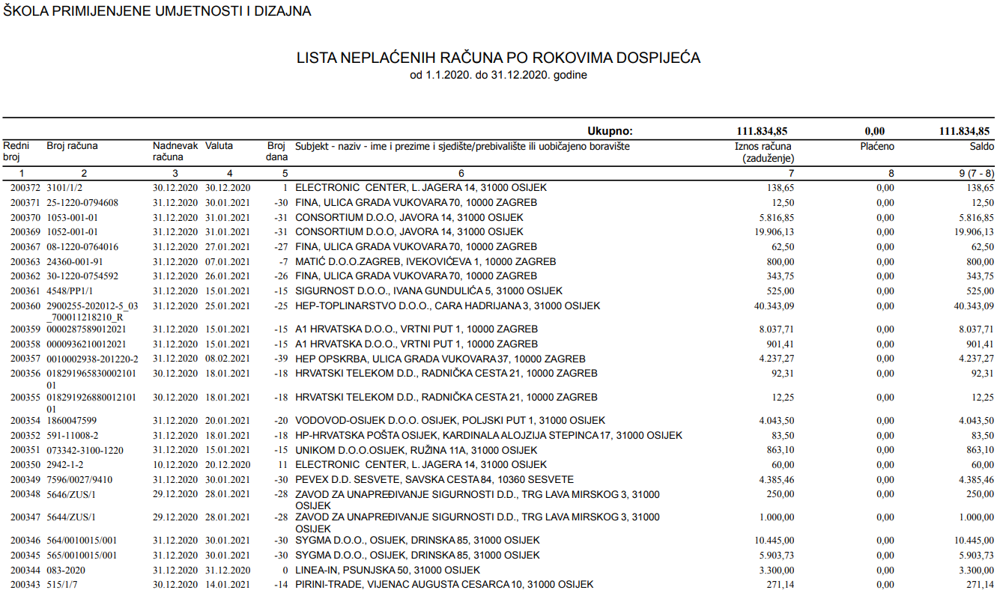 ŠKOLA PRIMIJENJENE UMJETNOSTI I DIZAJNA
LISTA NEPLAĆENIH RAČUNA PO ROKOVIMA DOSPIJEĆA
od 1.1.2020. do 31.12.2020. godine
Ukupno: 111.834,85 0,00 111.834,85
Redni Broj računa Nadnevak Valuta Broj Subjekt - naziv - ime i prezime i sjedište/prebivalište ili uobičajeno boravište Iznos računa Plaćeno Saldo
broj računa dana (zaduženje)
1 2 3 4 5 6 7 8 9 (7 - 8)
200372 3101/1/2 30.12.2020 30.12.2020 1 ELECTRONIC CENTER, L. JAGERA 14, 31000 OSIJEK 138,65 0,00 138,65
200371 25-1220-0794608 31.12.2020 30.01.2021 -30 FINA, ULICA GRADA VUKOVARA 70, 10000 ZAGREB 12,50 0,00 12,50
200370 1053-001-01 31.12.2020 31.01.2021 -31 CONSORTIUM D.O.O, JAVORA 14, 31000 OSIJEK 5.816,85 0,00 5.816,85
200369 1052-001-01 31.12.2020 31.01.2021 -31 CONSORTIUM D.O.O, JAVORA 14, 31000 OSIJEK 19.906,13 0,00 19.906,13
200367 08-1220-0764016 31.12.2020 27.01.2021 -27 FINA, ULICA GRADA VUKOVARA 70, 10000 ZAGREB 62,50 0,00 62,50
200363 24360-001-91 31.12.2020 07.01.2021 -7 MATIĆ D.O.O.ZAGREB, IVEKOVIĆEVA 1, 10000 ZAGREB 800,00 0,00 800,00
200362 30-1220-0754592 31.12.2020 26.01.2021 -26 FINA, ULICA GRADA VUKOVARA 70, 10000 ZAGREB 343,75 0,00 343,75
200361 4548/PP1/1 31.12.2020 15.01.2021 -15 SIGURNOST D.O.O., IVANA GUNDULIĆA 5, 31000 OSIJEK 525,00 0,00 525,00
200360 2900255-202012-5_03 31.12.2020 25.01.2021 -25 HEP-TOPLINARSTVO D.O.O., CARA HADRIJANA 3, 31000 OSIJEK 40.343,09 0,00 40.343,09
_700011218210_R
200359 0000287589012021 31.12.2020 15.01.2021 -15 A1 HRVATSKA D.O.O., VRTNI PUT 1, 10000 ZAGREB 8.037,71 0,00 8.037,71
200358 0000936210012021 31.12.2020 15.01.2021 -15 A1 HRVATSKA D.O.O., VRTNI PUT 1, 10000 ZAGREB 901,41 0,00 901,41
200357 0010002938-201220-2 31.12.2020 08.02.2021 -39 HEP OPSKRBA, ULICA GRADA VUKOVARA 37, 10000 ZAGREB 4.237,27 0,00 4.237,27
200356 018291965830002101 30.12.2020 18.01.2021 -18 HRVATSKI TELEKOM D.D., RADNIČKA CESTA 21, 10000 ZAGREB 92,31 0,00 92,31
01
200355 018291926880012101 30.12.2020 18.01.2021 -18 HRVATSKI TELEKOM D.D., RADNIČKA CESTA 21, 10000 ZAGREB 12,25 0,00 12,25
01
200354 1860047599 31.12.2020 20.01.2021 -20 VODOVOD-OSIJEK D.O.O. OSIJEK, POLJSKI PUT 1, 31000 OSIJEK 4.043,50 0,00 4.043,50
200352 591-11008-2 31.12.2020 18.01.2021 -18 HP-HRVATSKA POŠTA OSIJEK, KARDINALA ALOJZIJA STEPINCA 17, 31000 OSIJEK 83,50 0,00 83,50
200351 073342-3100-1220 31.12.2020 15.01.2021 -15 UNIKOM D.O.O.OSIJEK, RUŽINA 11A, 31000 OSIJEK 863,10 0,00 863,10
200350 2942-1-2 10.12.2020 20.12.2020 11 ELECTRONIC CENTER, L. JAGERA 14, 31000 OSIJEK 60,00 0,00 60,00
200349 7596/0027/9410 31.12.2020 30.01.2021 -30 PEVEX D.D. SESVETE, SAVSKA CESTA 84, 10360 SESVETE 4.385,46 0,00 4.385,46
200348 5646/ZUS/1 29.12.2020 28.01.2021 -28 ZAVOD ZA UNAPREĐIVANJE SIGURNOSTI D.D., TRG LAVA MIRSKOG 3, 31000 250,00 0,00 250,00
OSIJEK
200347 5644/ZUS/1 29.12.2020 28.01.2021 -28 ZAVOD ZA UNAPREĐIVANJE SIGURNOSTI D.D., TRG LAVA MIRSKOG 3, 31000 1.000,00 0,00 1.000,00
OSIJEK
200346 564/0010015/001 31.12.2020 30.01.2021 -30 SYGMA D.O.O., OSIJEK, DRINSKA 85, 31000 OSIJEK 10.445,00 0,00 10.445,00
200345 565/0010015/001 31.12.2020 30.01.2021 -30 SYGMA D.O.O., OSIJEK, DRINSKA 85, 31000 OSIJEK 5.903,73 0,00 5.903,73
200344 083-2020 31.12.2020 31.12.2020 0 LINEA-IN, PSUNJSKA 50, 31000 OSIJEK 3.300,00 0,00 3.300,00
200343 515/1/7 30.12.2020 14.01.2021 -14 PIRINI-TRADE, VIJENAC AUGUSTA CESARCA 10, 31000 OSIJEK 271,14 0,00 271,14